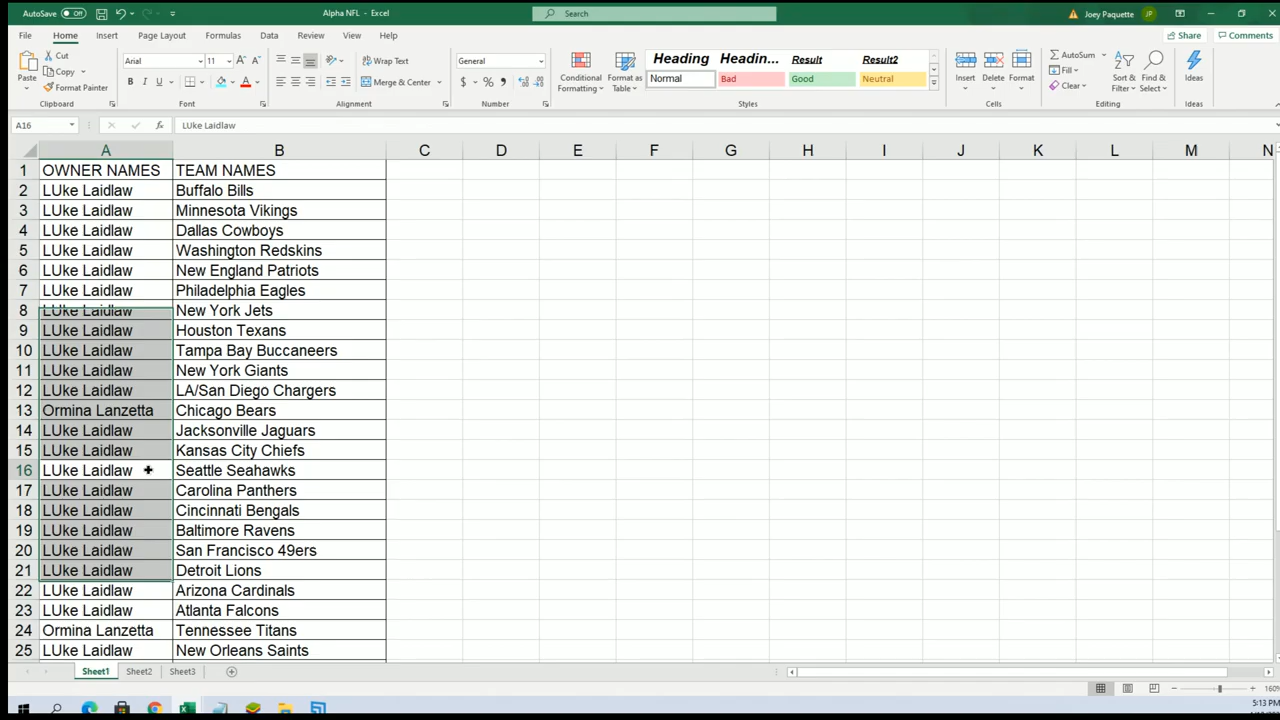 AutoSave Off Alpha NFL - Excel Search Joey Paquette JP
File Home Insert Page Layout Formulas Data Review View Help Share Comments
Paste Cut Copy Format Painter
Arial 11 B I U A A A
Wrap Text Merge & Center
General $ % 9
Conditional Formatting Format as Table
Heading Headin... Result Result2
Normal Bad Good Neutral
Insert Delete Format
AutoSum Fill Clear Sort & Filter Find & Select Ideas
Clipboard Font Alignment Number Styles Cells Editing Ideas
A16 fx LUke Laidlaw
A B C D E F G H I J K L M N
1 OWNER NAMES TEAM NAMES
2 LUke Laidlaw Buffalo Bills
3 LUke Laidlaw Minnesota Vikings
4 LUke Laidlaw Dallas Cowboys
5 LUke Laidlaw Washington Redskins
6 LUke Laidlaw New England Patriots
7 LUke Laidlaw Philadelphia Eagles
8 LUke Laidlaw New York Jets
9 LUke Laidlaw Houston Texans
10 LUke Laidlaw Tampa Bay Buccaneers
11 LUke Laidlaw New York Giants
12 LUke Laidlaw LA/San Diego Chargers
13 Ormina Lanzetta Chicago Bears
14 LUke Laidlaw Jacksonville Jaguars
15 LUke Laidlaw Kansas City Chiefs
16 LUke Laidlaw Seattle Seahawks
17 LUke Laidlaw Carolina Panthers
18 LUke Laidlaw Cincinnati Bengals
19 LUke Laidlaw Baltimore Ravens
20 LUke Laidlaw San Francisco 49ers
21 LUke Laidlaw Detroit Lions
22 LUke Laidlaw Arizona Cardinals
23 LUke Laidlaw Atlanta Falcons
24 Ormina Lanzetta Tennessee Titans
25 LUke Laidlaw New Orleans Saints
Sheet1 Sheet2 Sheet3
160%
5:13 PM